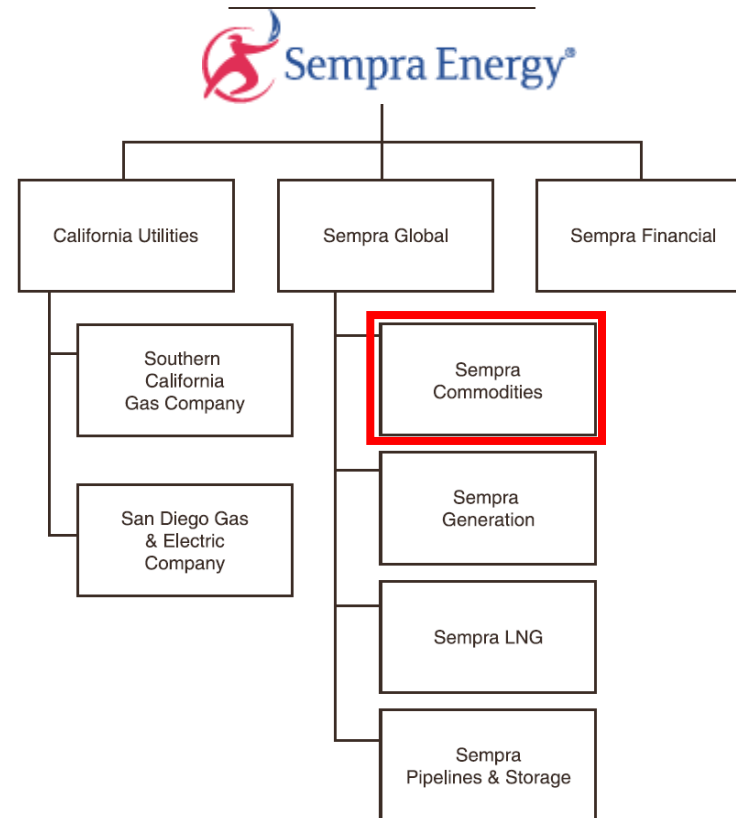 Sempra Energy®
California Utilities
Sempra Global
Sempra Financial
Southern
California
Gas Company
San Diego Gas
& Electric
Company
Sempra
Commodities
Sempra
Generation
Sempra LNG
Sempra
Pipelines & Storage